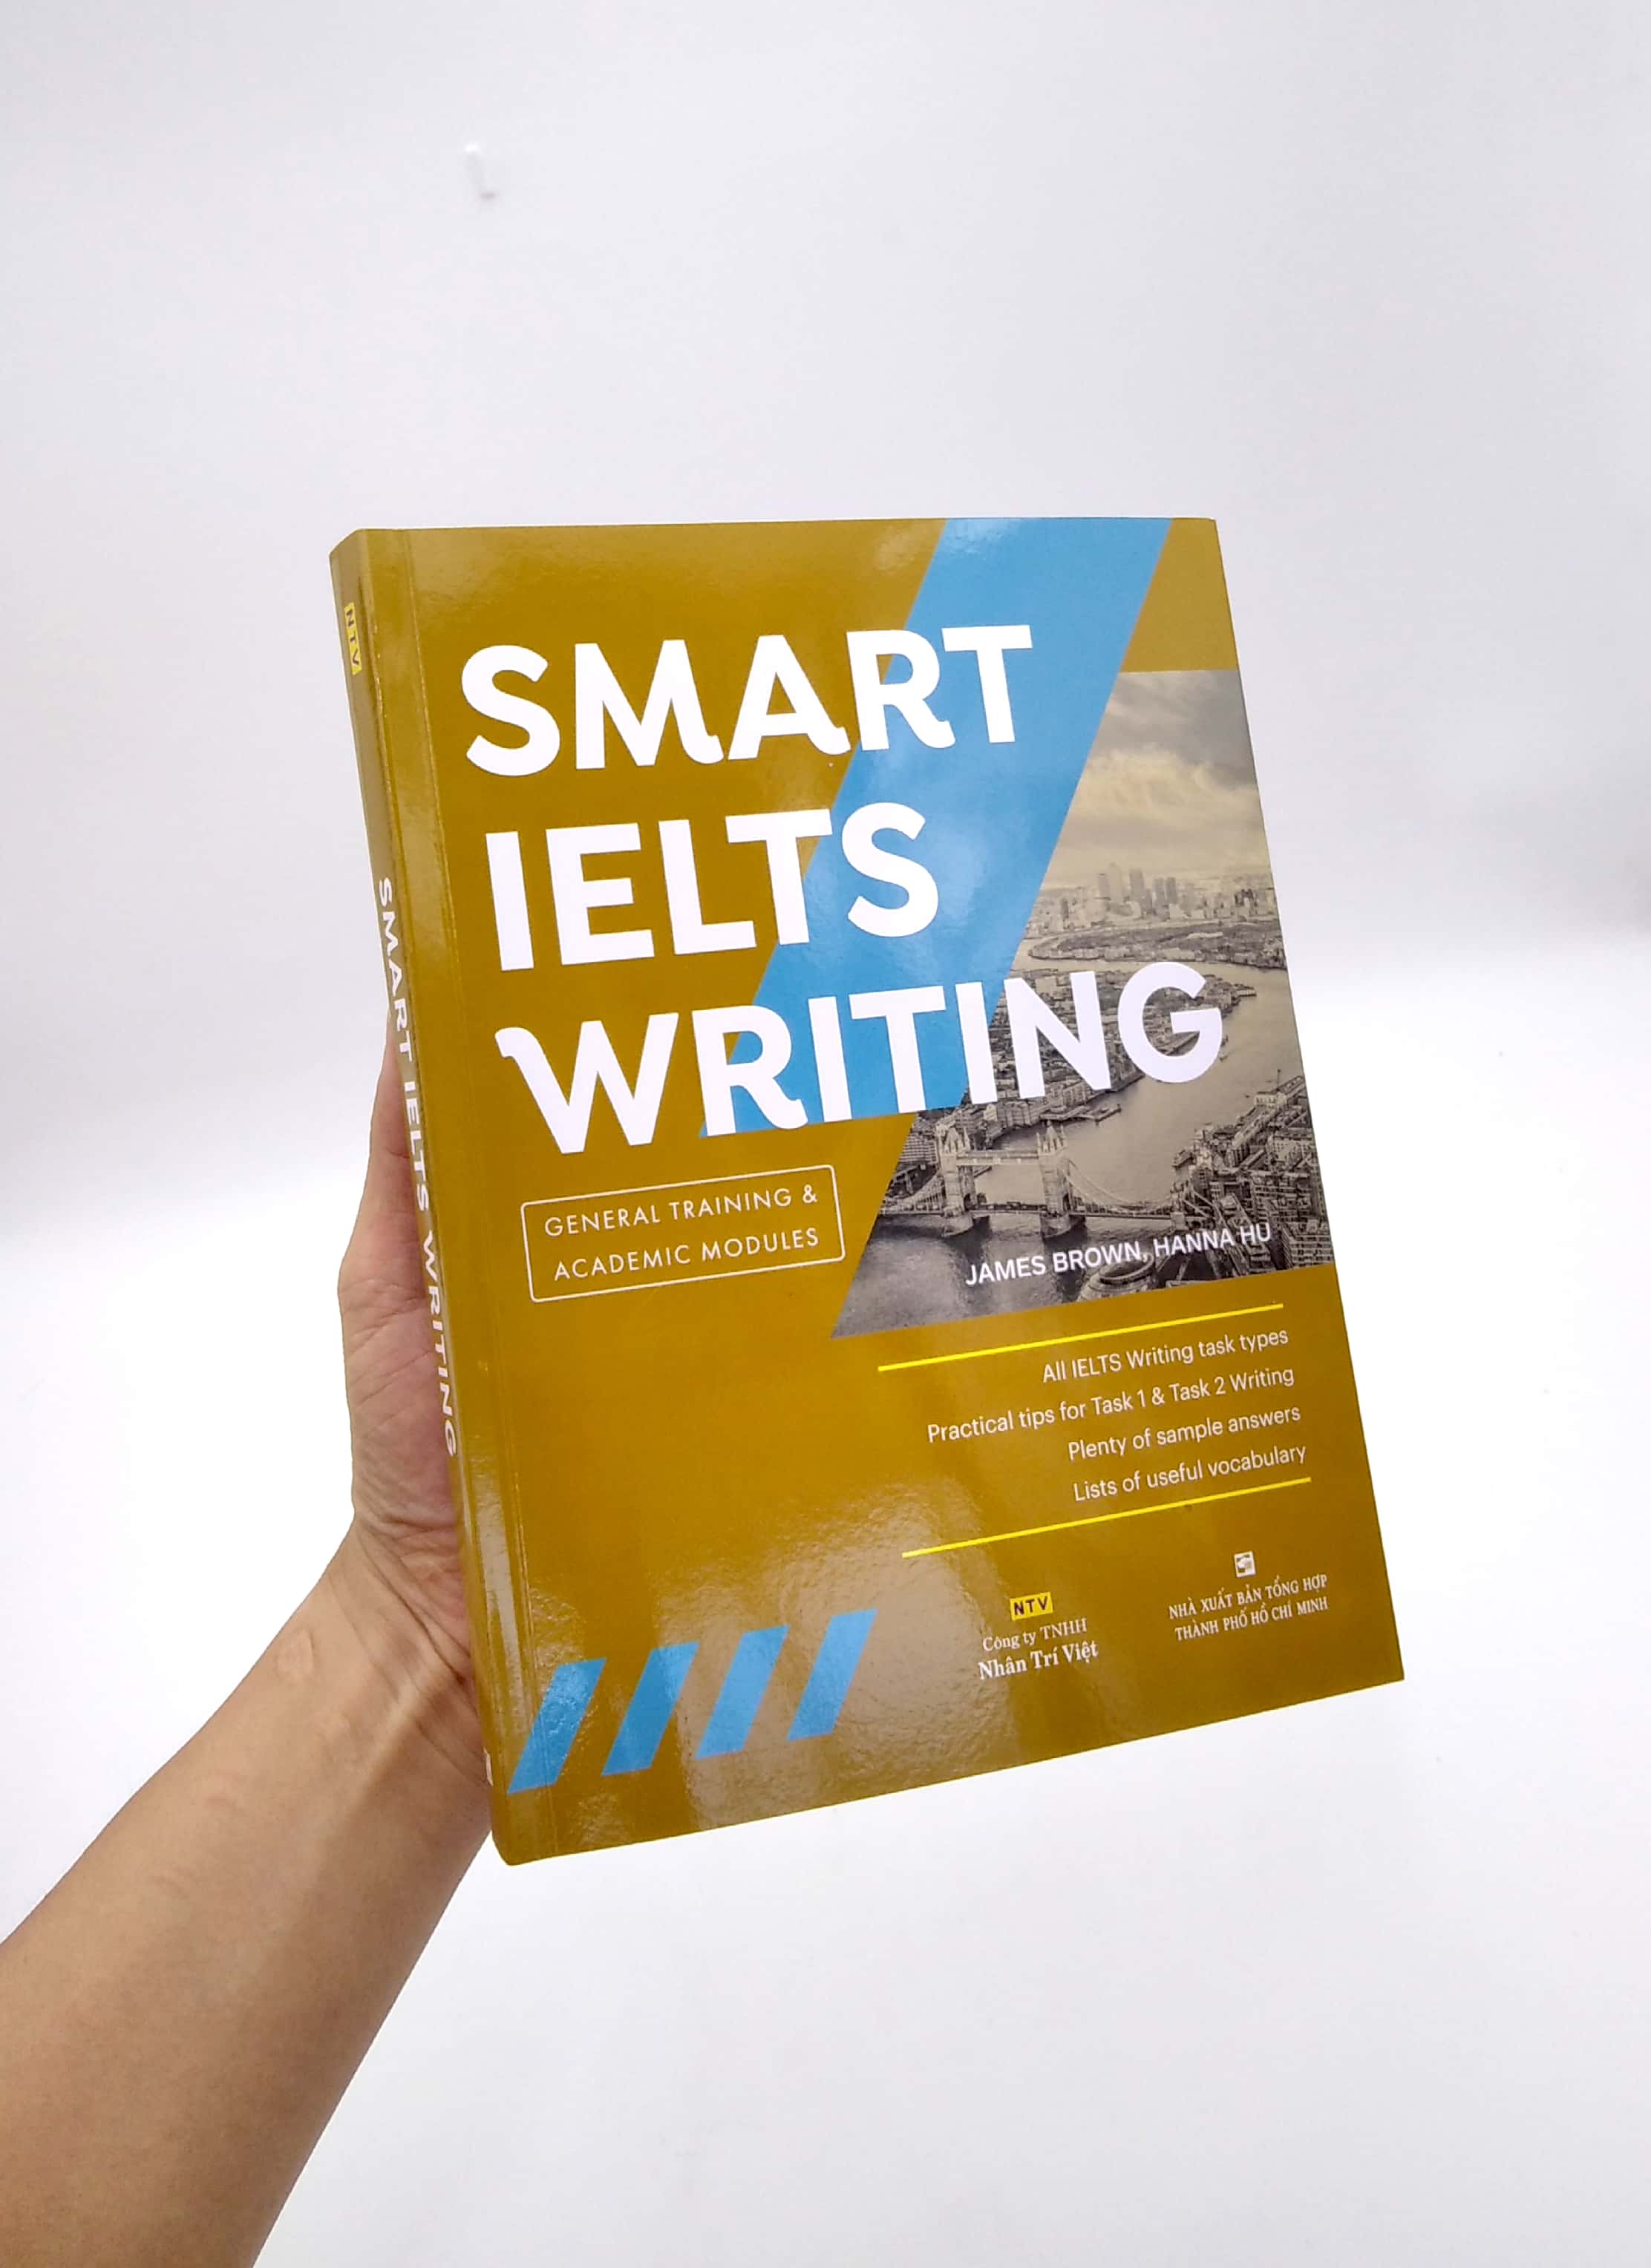 NTV
SMART IELTS WRITING
SMART
IELTS
WRITING
GENERAL TRAINING &
ACADEMIC MODULES
JAMES BROWN, HANNA HU
All IELTS Writing task types
Practical tips for Task 1 & Task 2 Writing
Plenty of sample answers
Lists of useful vocabulary
NTV
Công ty TNHH
Nhân Trí Việt
NHÀ XUẤT BẢN TỔNG HỢP
THÀNH PHỐ HỒ CHÍ MINH